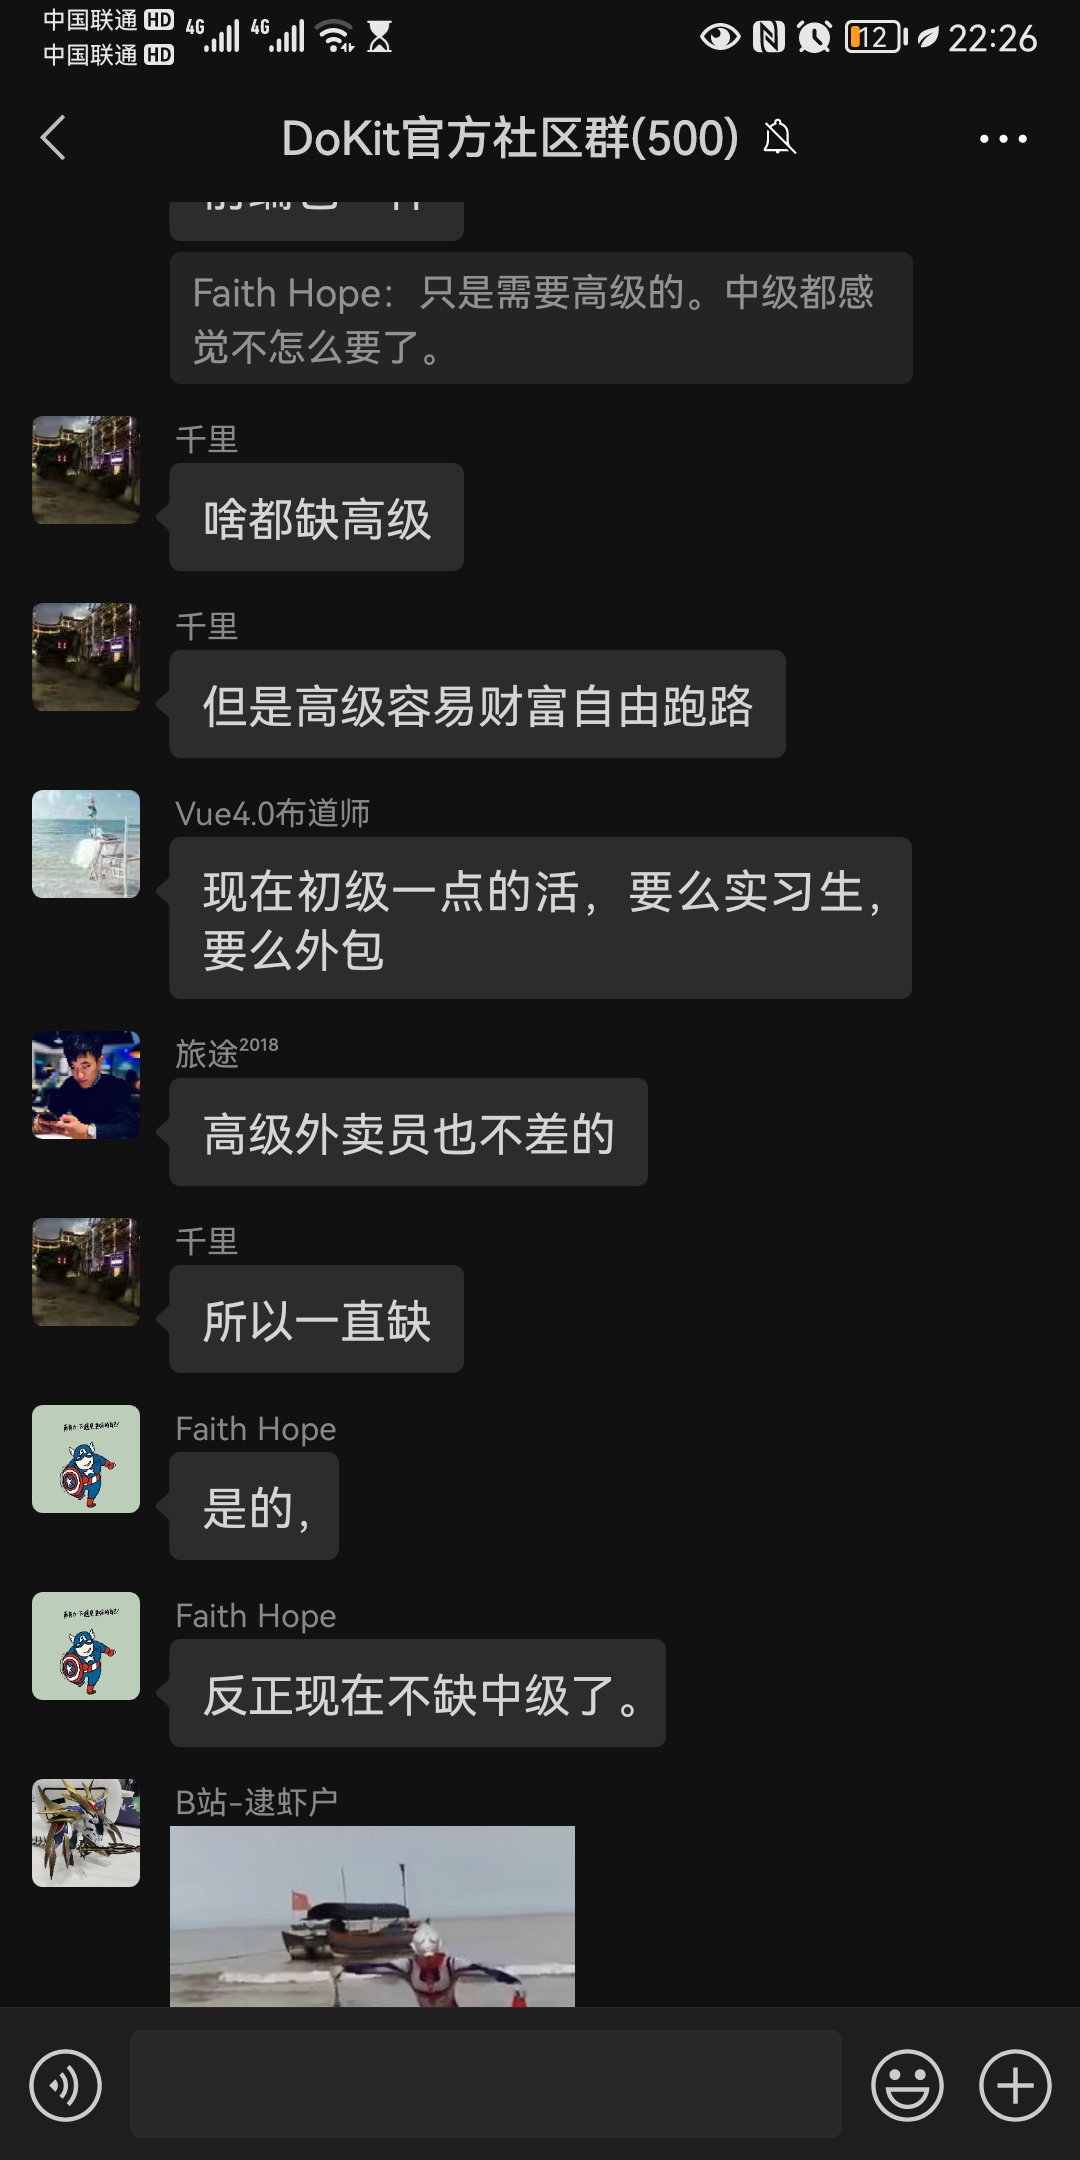 中国联通 HD
中国联通 HD
4G 4G 12 22:26
DoKit官方社区群(500)
Faith Hope：只是需要高级的。中级都感
觉不怎么要了。
千里
啥都缺高级
千里
但是高级容易财富自由跑路
Vue4.0布道师
现在初级一点的活，要么实习生，
要么外包
旅途2018
高级外卖员也不差的
千里
所以一直缺
Faith Hope
是的，
Faith Hope
反正现在不缺中级了。
B站-逮虾户